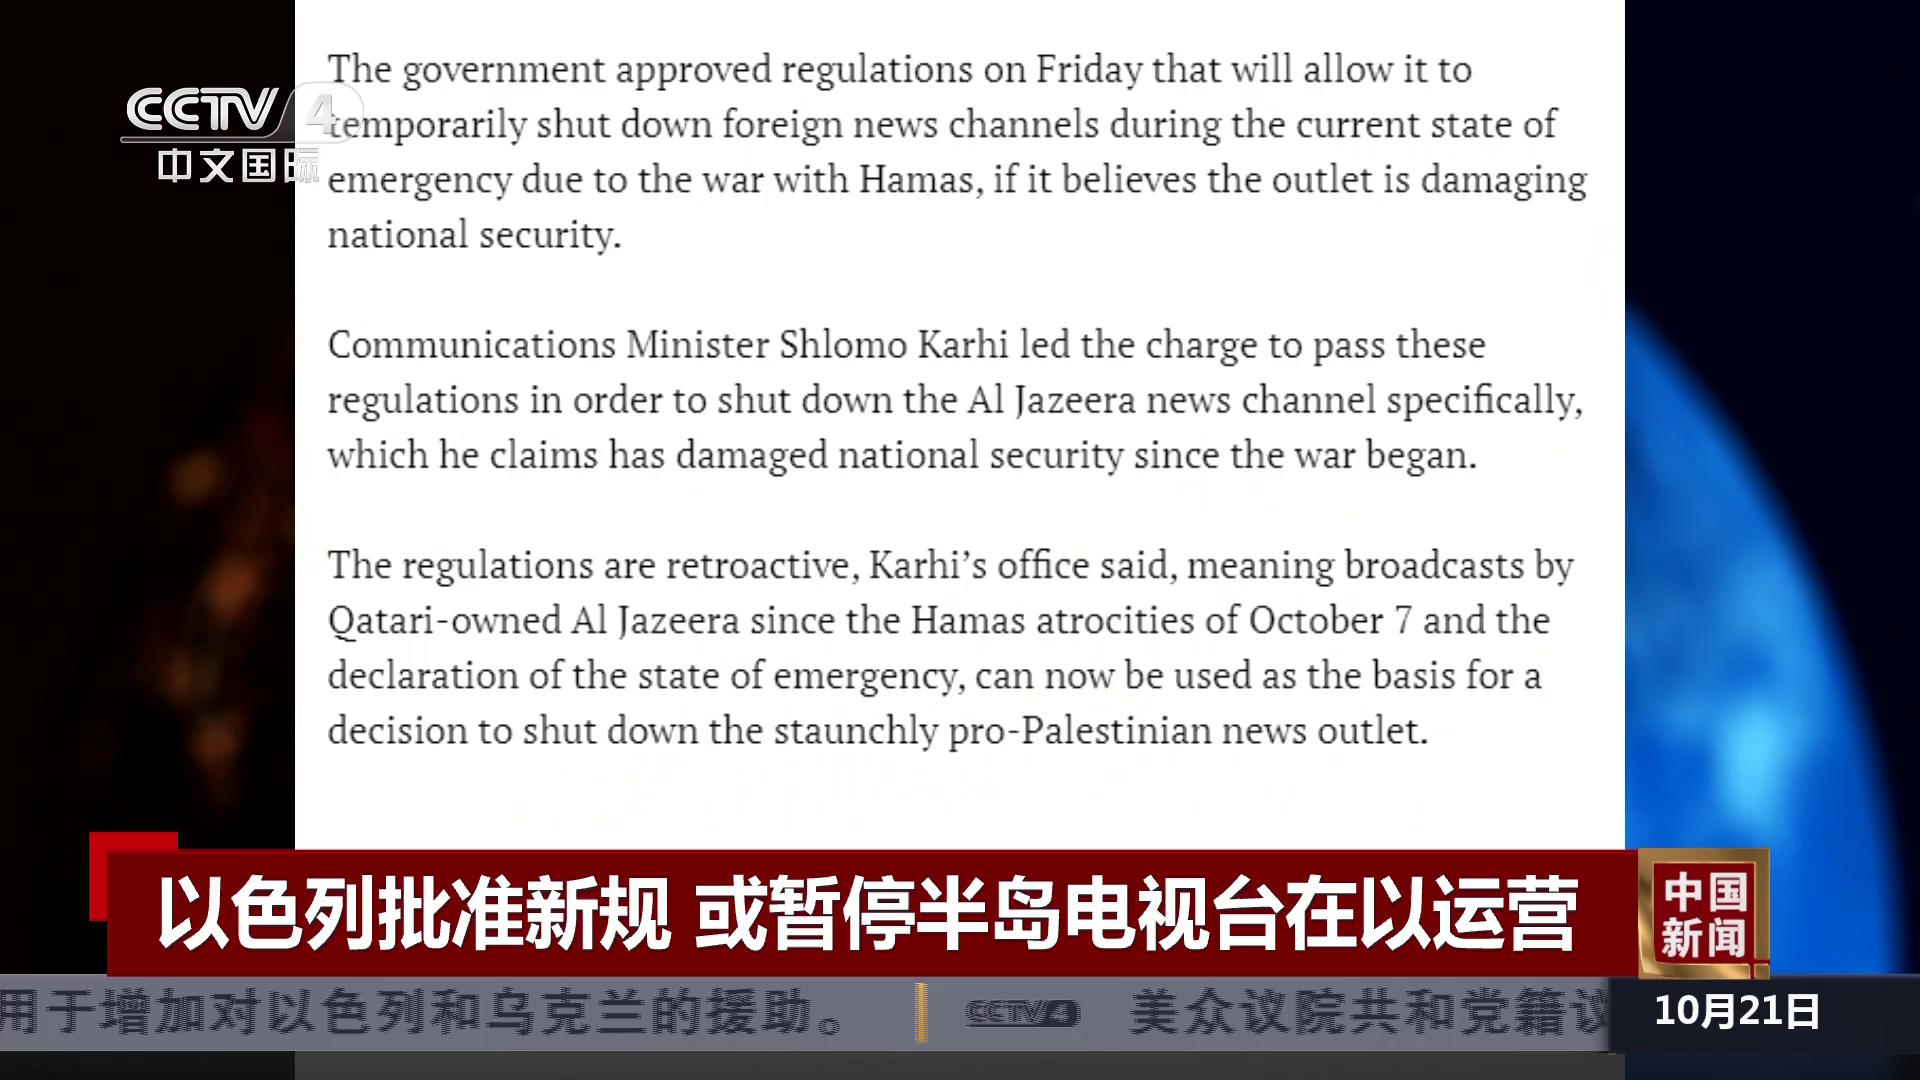 The government approved regulations on Friday that will allow it to
temporarily shut down foreign news channels during the current state of
emergency due to the war with Hamas, if it believes the outlet is damaging
national security.
CCTV 4
中文国际
Communications Minister Shlomo Karhi led the charge to pass these
regulations in order to shut down the Al Jazeera news channel specifically,
which he claims has damaged national security since the war began.
The regulations are retroactive, Karhi’s office said, meaning broadcasts by
Qatari-owned Al Jazeera since the Hamas atrocities of October 7 and the
declaration of the state of emergency, can now be used as the basis for a
decision to shut down the staunchly pro-Palestinian news outlet.
以色列批准新规 或暂停半岛电视台在以运营
中国
新闻
用于增加对以色列和乌克兰的援助。 CCTV 4 美众议院共和党籍议
10月21日